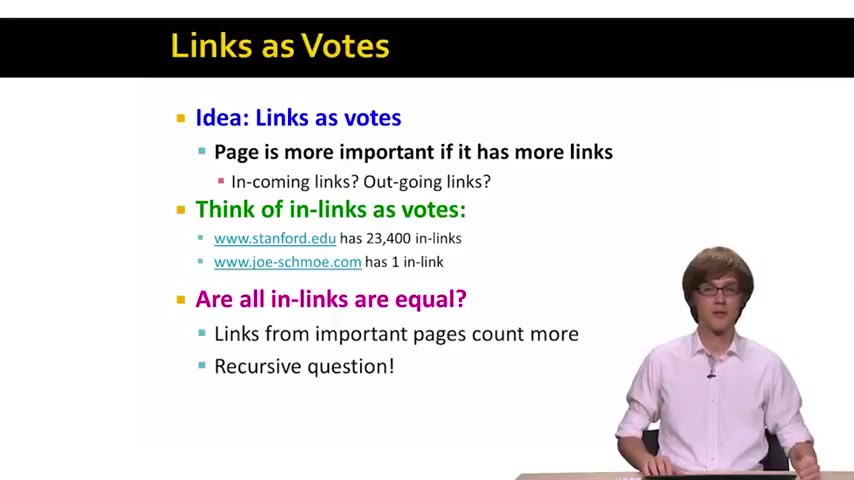 Links as Votes
Idea: Links as votes
Page is more important if it has more links
In-coming links? Out-going links?
Think of in-links as votes:
www.stanford.edu has 23,400 in-links
www.joe-schmoe.com has 1 in-link
Are all in-links are equal?
Links from important pages count more
Recursive question!